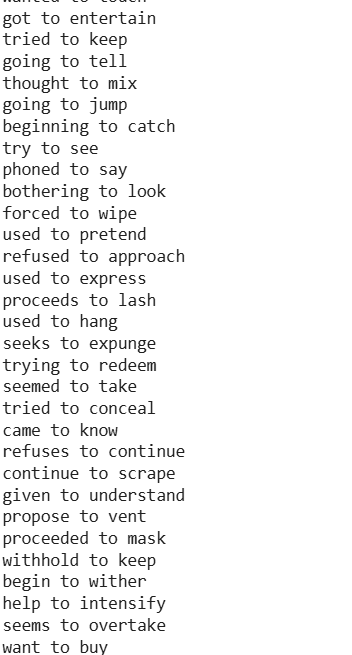 wanted to touch
got to entertain
tried to keep
going to tell
thought to mix
going to jump
beginning to catch
try to see
phoned to say
bothering to look
forced to wipe
used to pretend
refused to approach
used to express
proceeds to lash
used to hang
seeks to expunge
trying to redeem
seemed to take
tried to conceal
came to know
refuses to continue
continue to scrape
given to understand
propose to vent
proceeded to mask
withhold to keep
begin to wither
help to intensify
seems to overtake
want to buy